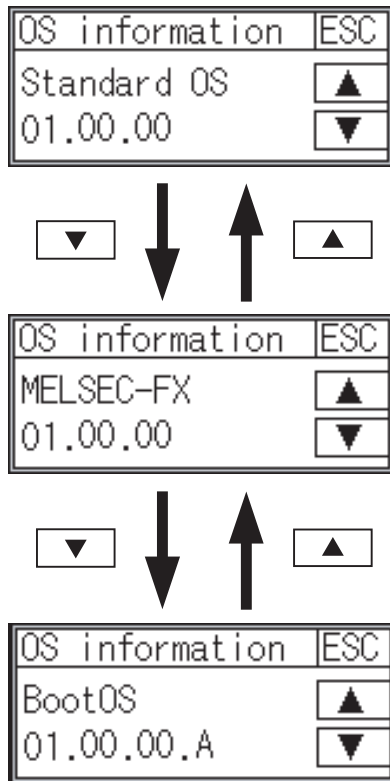 OS information ESC
Standard OS ▲
01.00.00 ▼
▼ ▲
OS information ESC
MELSEC-FX ▲
01.00.00 ▼
▼ ▲
OS information ESC
BootOS ▲
01.00.00.A ▼